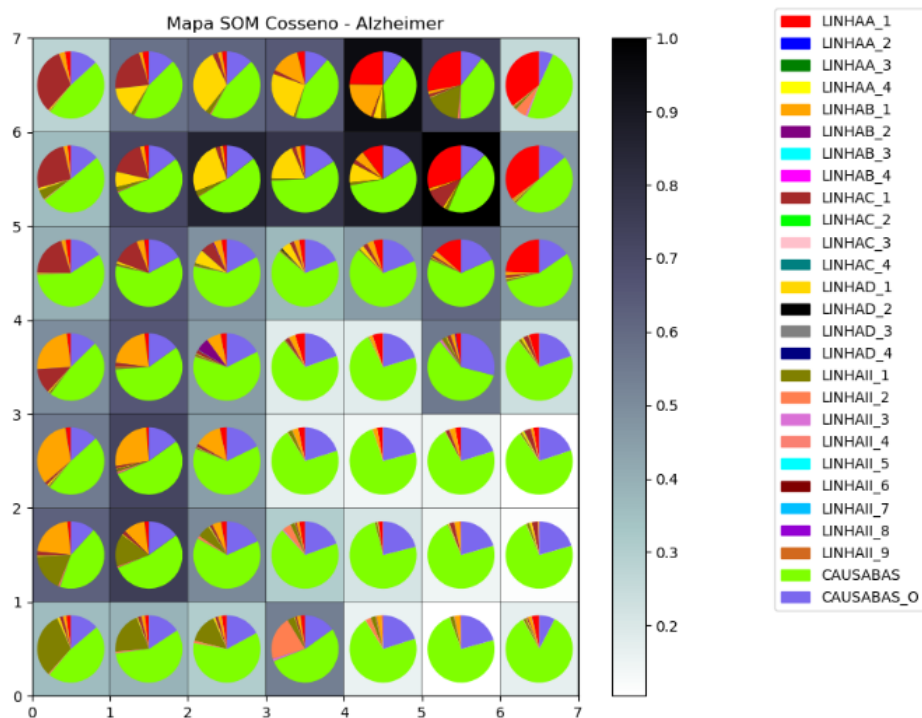 Mapa SOM Cosseno - Alzheimer
7
6
5
4
3
2
1
0
0 1 2 3 4 5 6 7
1.0
0.9
0.8
0.7
0.6
0.5
0.4
0.3
0.2
LINHAA_1
LINHAA_2
LINHAA_3
LINHAA_4
LINHAB_1
LINHAB_2
LINHAB_3
LINHAB_4
LINHAC_1
LINHAC_2
LINHAC_3
LINHAC_4
LINHAD_1
LINHAD_2
LINHAD_3
LINHAD_4
LINHAII_1
LINHAII_2
LINHAII_3
LINHAII_4
LINHAII_5
LINHAII_6
LINHAII_7
LINHAII_8
LINHAII_9
CAUSABAS
CAUSABAS_O